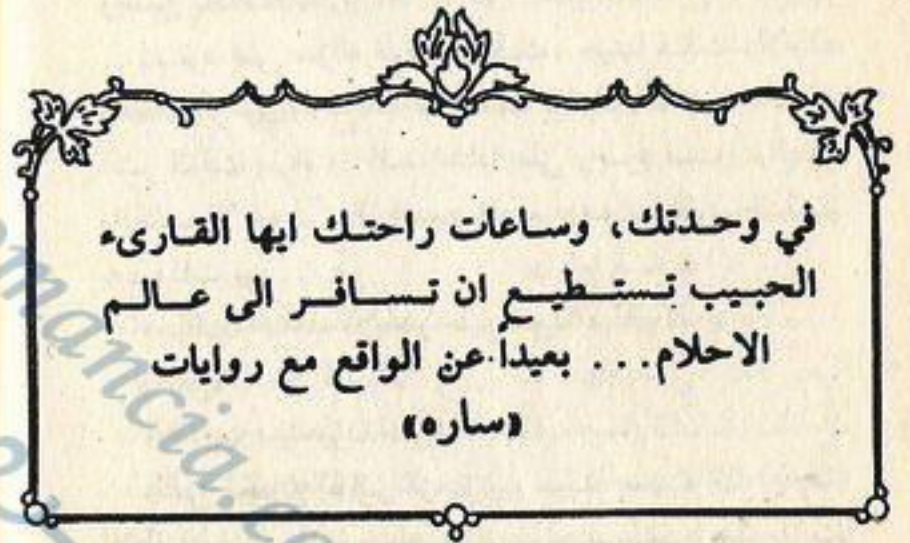 في وحدتك، وساعات راحتك ايها القارىء
الحبيب تستطيع ان تسافر الى عالم
الاحلام... بعيداً عن الواقع مع روايات
«ساره»